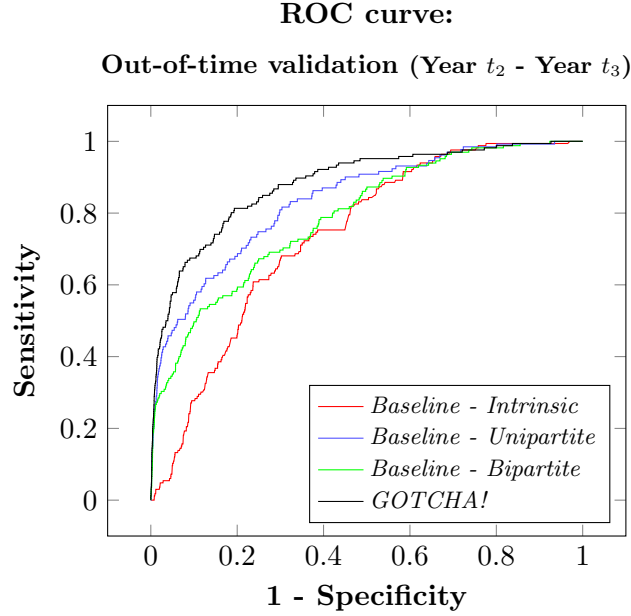 ROC curve:
Out-of-time validation (Year t₂ - Year t₃)
1
0.8
0.6
0.4
0.2
0
Sensitivity
Baseline - Intrinsic
Baseline - Unipartite
Baseline - Bipartite
GOTCHA!
0 0.2 0.4 0.6 0.8 1
1 - Specificity